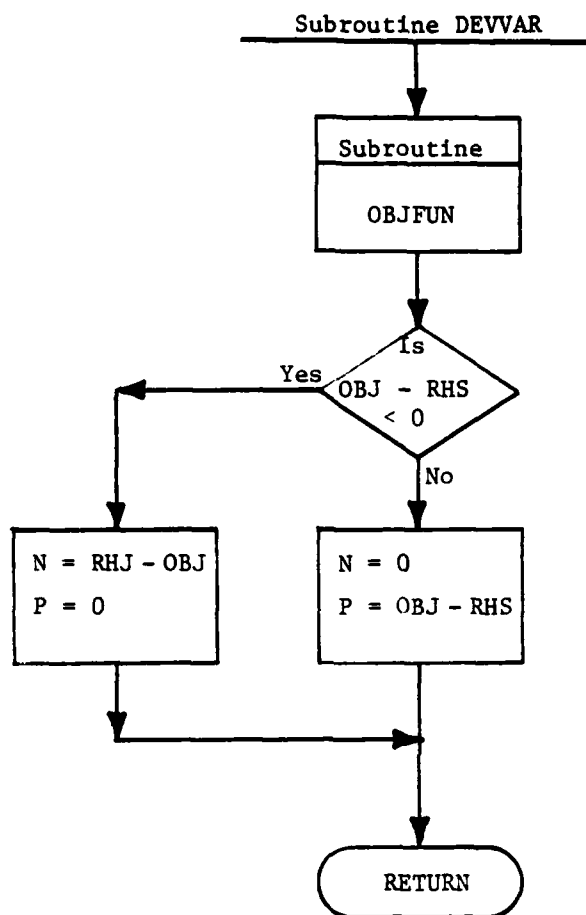 Subroutine DEVVAR
Subroutine
OBJFUN
Is
OBJ - RHS
< 0
Yes
No
N = RHJ - OBJ
P = 0
N = 0
P = OBJ - RHS
RETURN